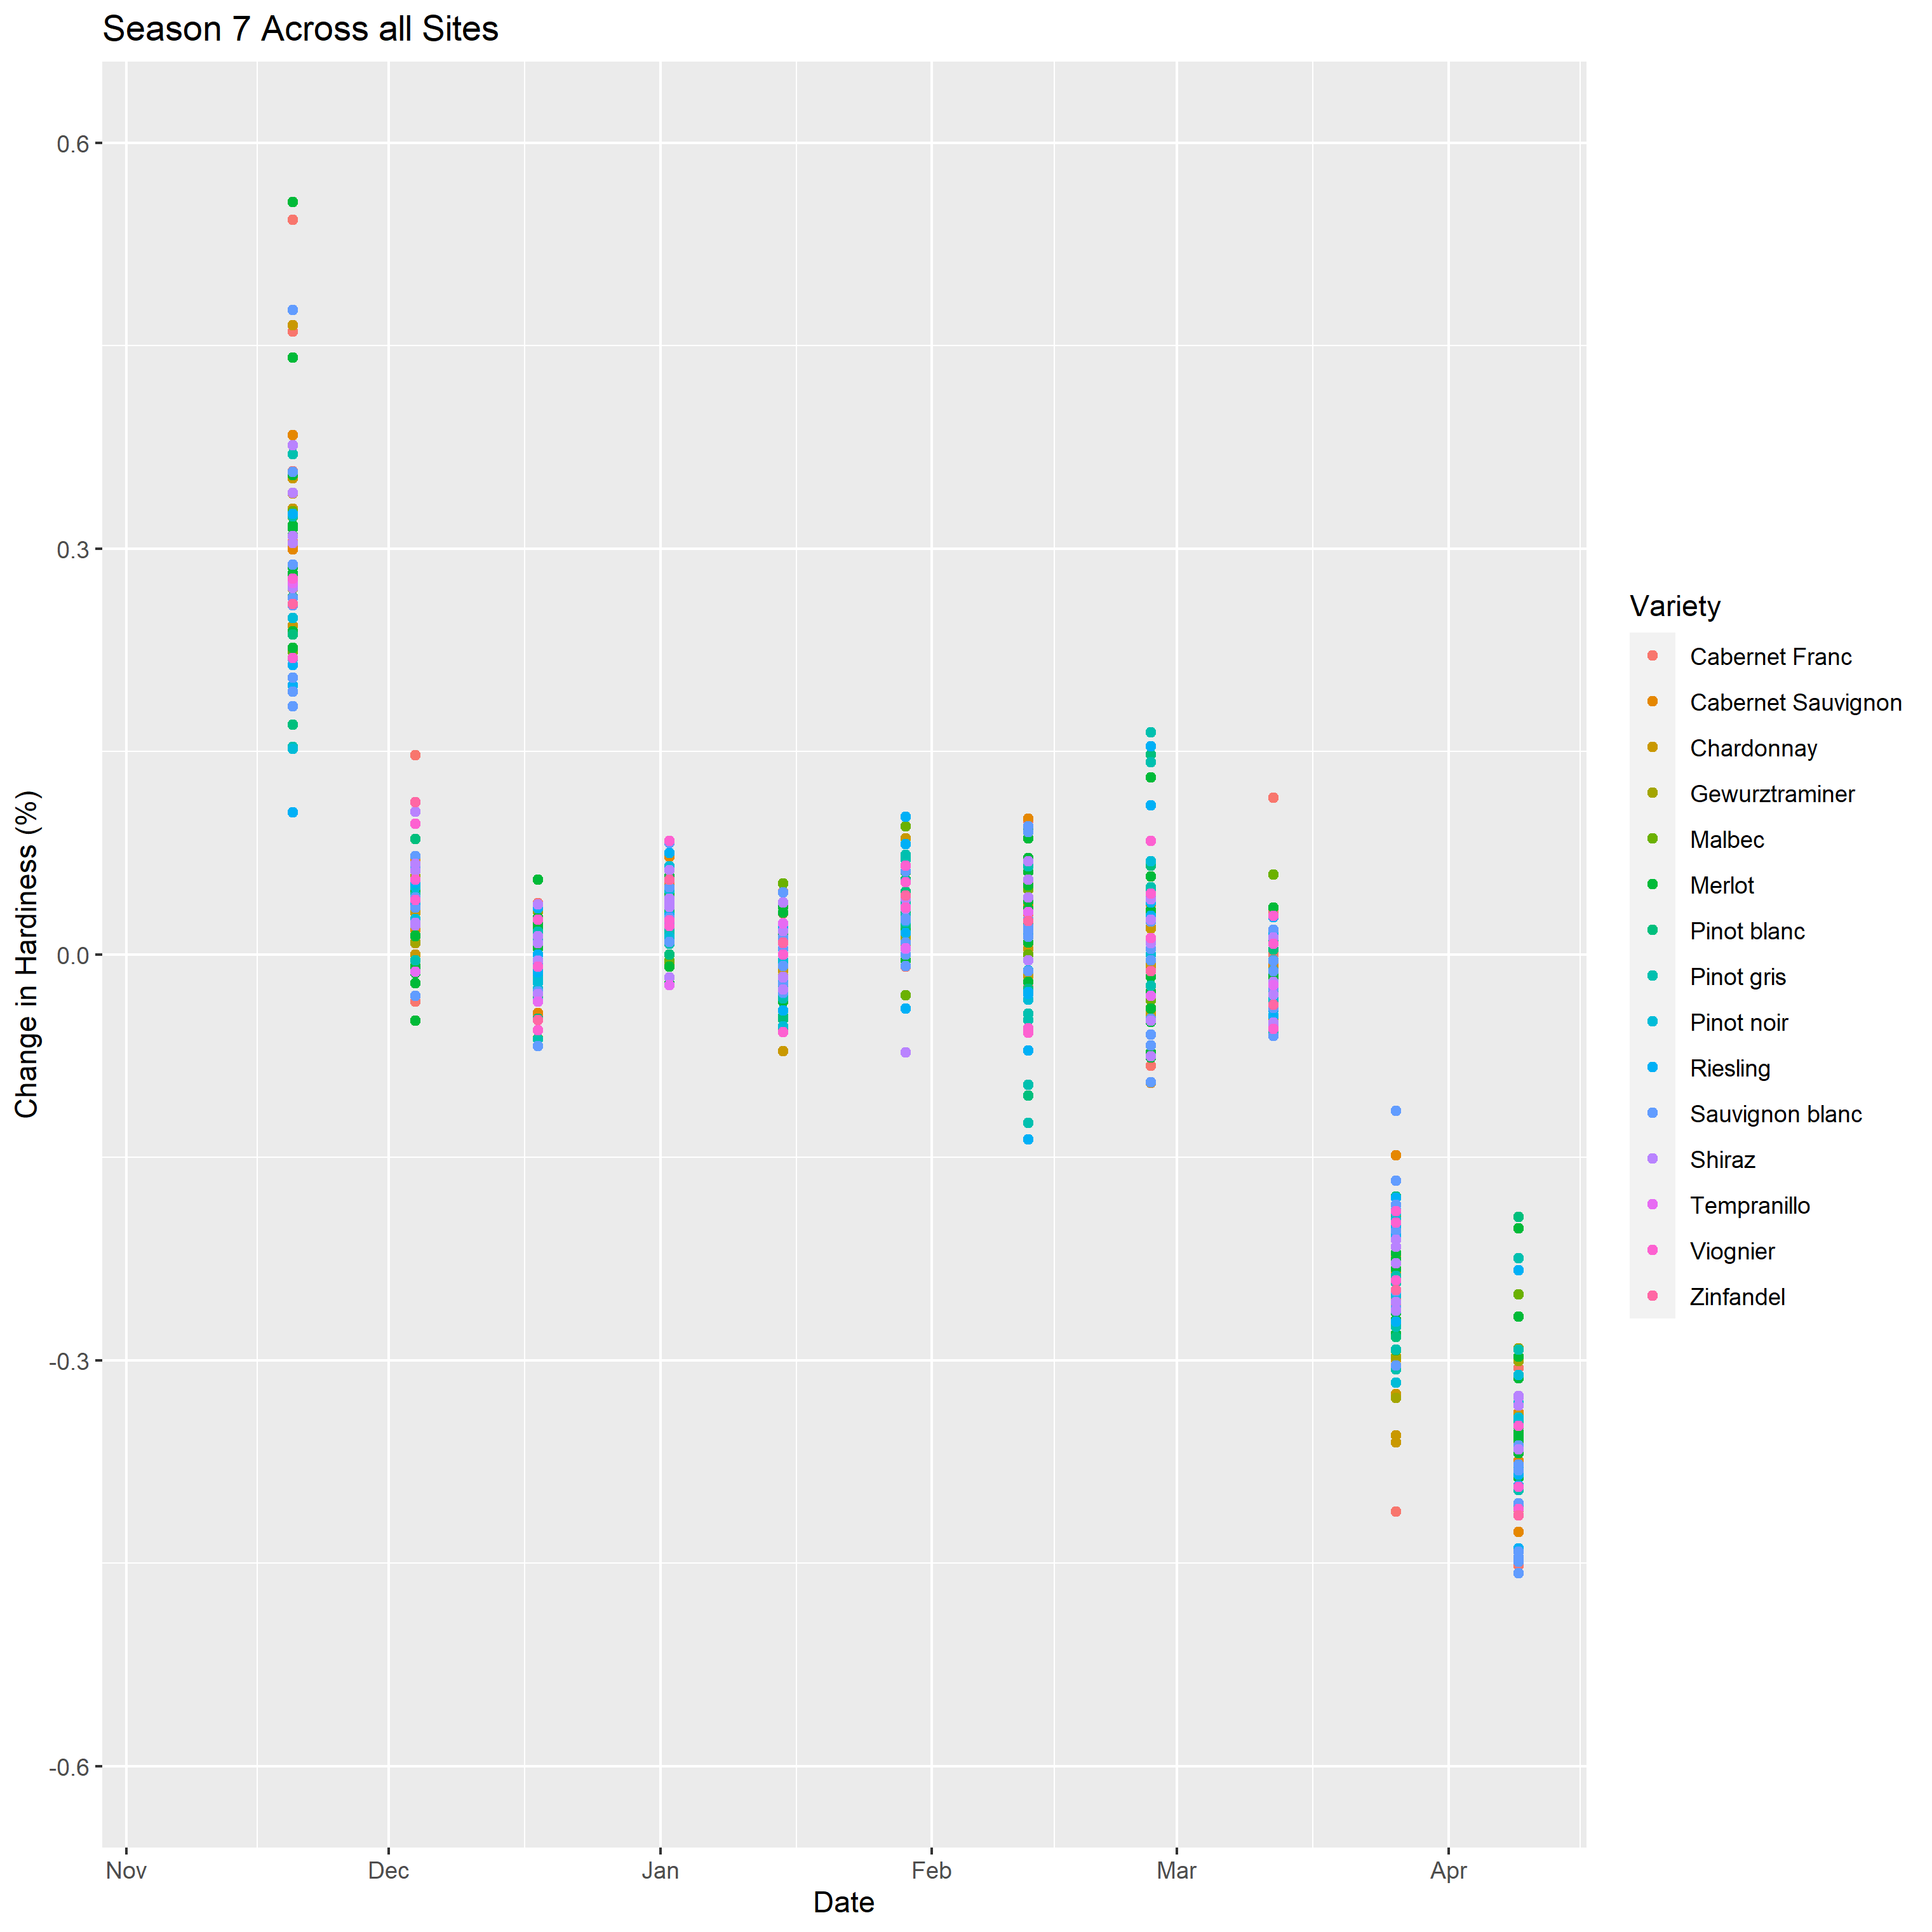 Season 7 Across all Sites
0.6
0.3
0.0
-0.3
-0.6
Change in Hardiness (%)
Nov
Dec
Jan
Feb
Mar
Apr
Date
Variety
Cabernet Franc
Cabernet Sauvignon
Chardonnay
Gewurztraminer
Malbec
Merlot
Pinot blanc
Pinot gris
Pinot noir
Riesling
Sauvignon blanc
Shiraz
Tempranillo
Viognier
Zinfandel